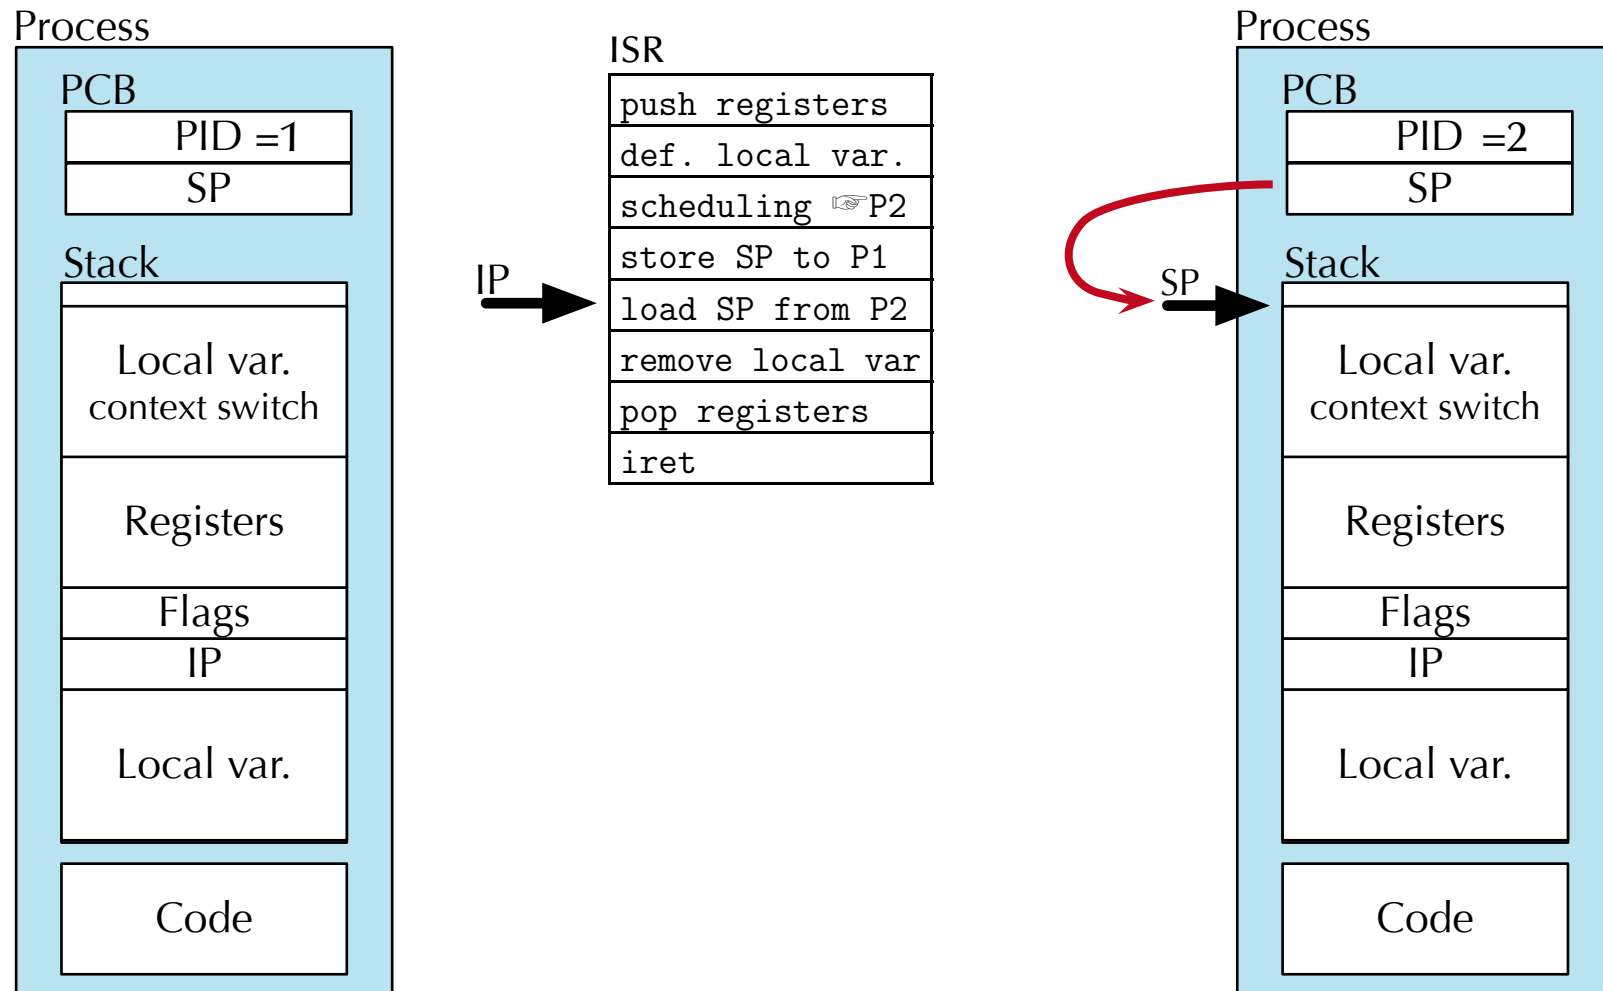 Process
PCB
PID =1
SP
Stack
Local var.
context switch
Registers
Flags
IP
Local var.
Code
IP
ISR
push registers
def. local var.
scheduling ☞P2
store SP to P1
load SP from P2
remove local var
pop registers
iret
Process
PCB
PID =2
SP
SP
Stack
Local var.
context switch
Registers
Flags
IP
Local var.
Code